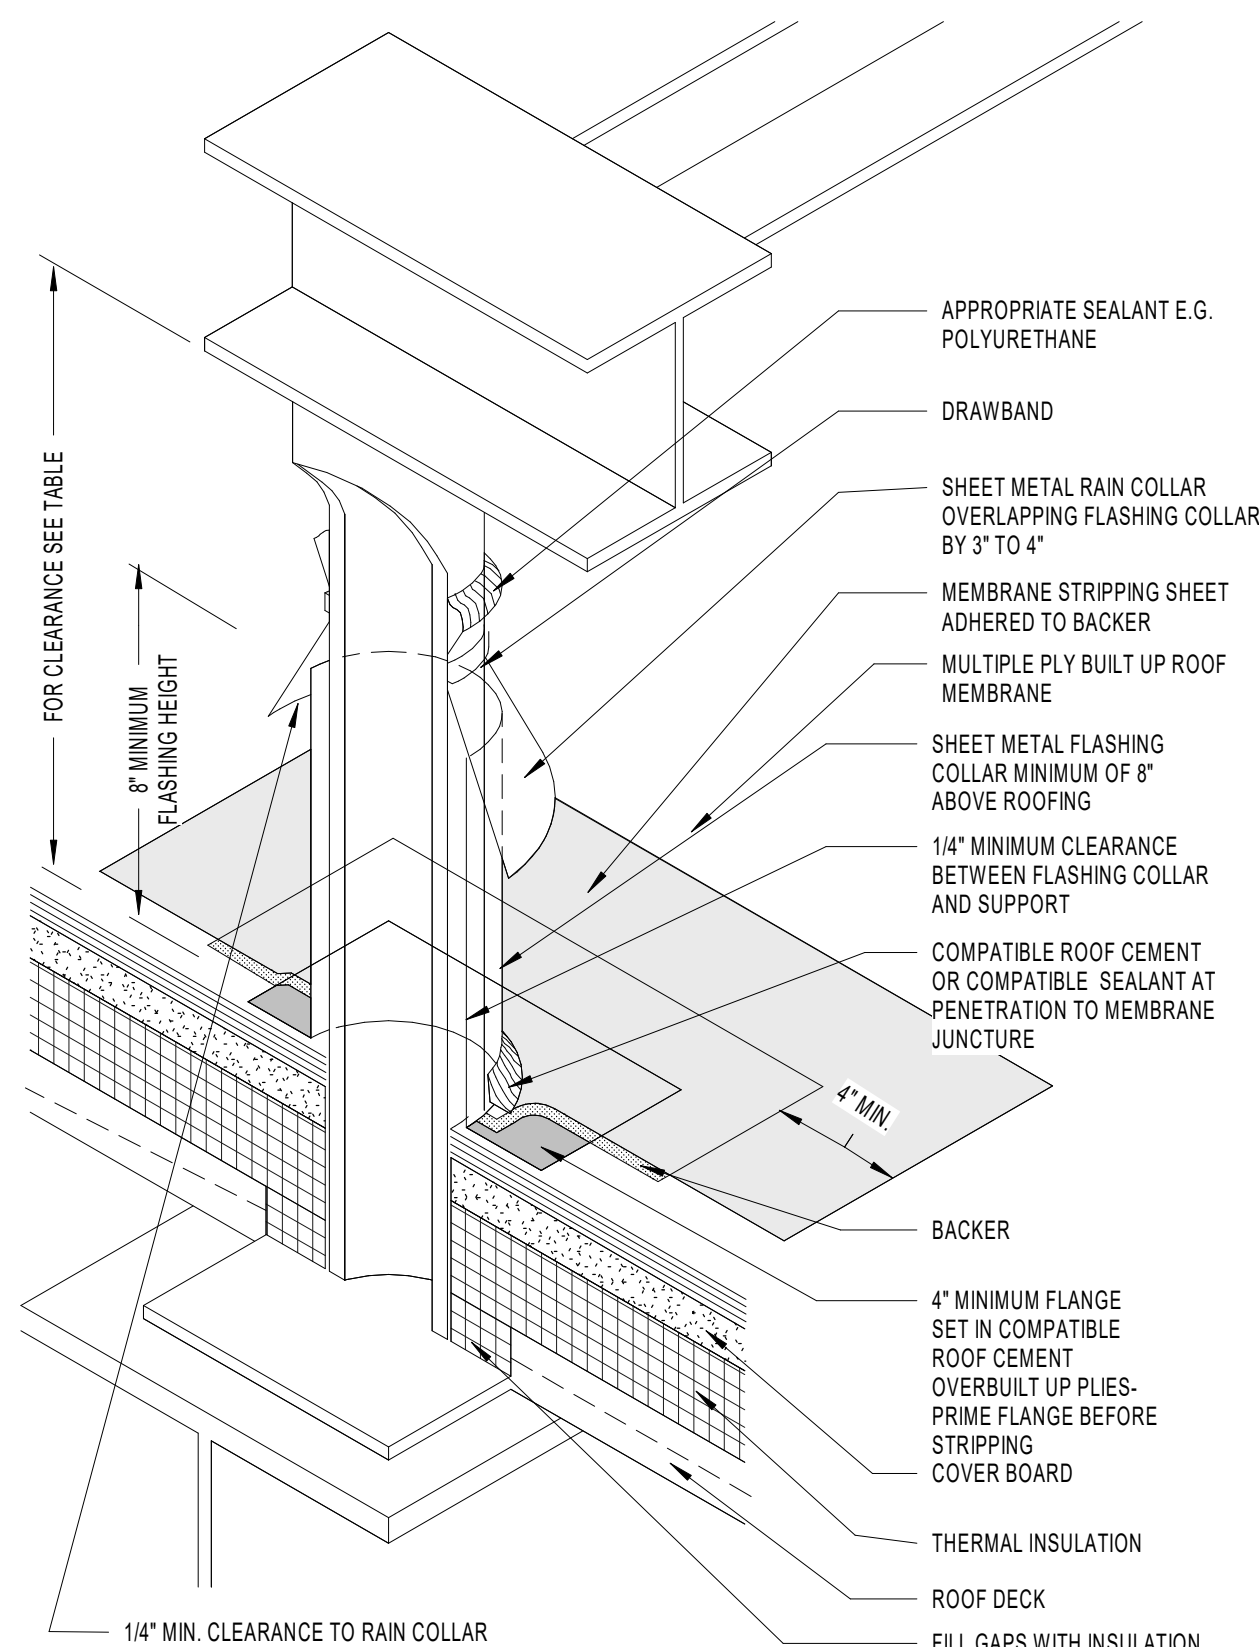 APPROPRIATE SEALANT E.G.
POLYURETHANE
DRAWBAND
SHEET METAL RAIN COLLAR
OVERLAPPING FLASHING COLLAR
BY 3" TO 4"
MEMBRANE STRIPPING SHEET
ADHERED TO BACKER
MULTIPLE PLY BUILT UP ROOF
MEMBRANE
SHEET METAL FLASHING
COLLAR MINIMUM OF 8"
ABOVE ROOFING
1/4" MINIMUM CLEARANCE
BETWEEN FLASHING COLLAR
AND SUPPORT
COMPATIBLE ROOF CEMENT
OR COMPATIBLE SEALANT AT
PENETRATION TO MEMBRANE
JUNCTURE
FOR CLEARANCE SEE TABLE
8" MINIMUM
FLASHING HEIGHT
4" MIN.
BACKER
4" MINIMUM FLANGE
SET IN COMPATIBLE
ROOF CEMENT
OVERBUILT UP PLIES-
PRIME FLANGE BEFORE
STRIPPING
COVER BOARD
THERMAL INSULATION
ROOF DECK
1/4" MIN. CLEARANCE TO RAIN COLLAR
FILL GAPS WITH INSULATION